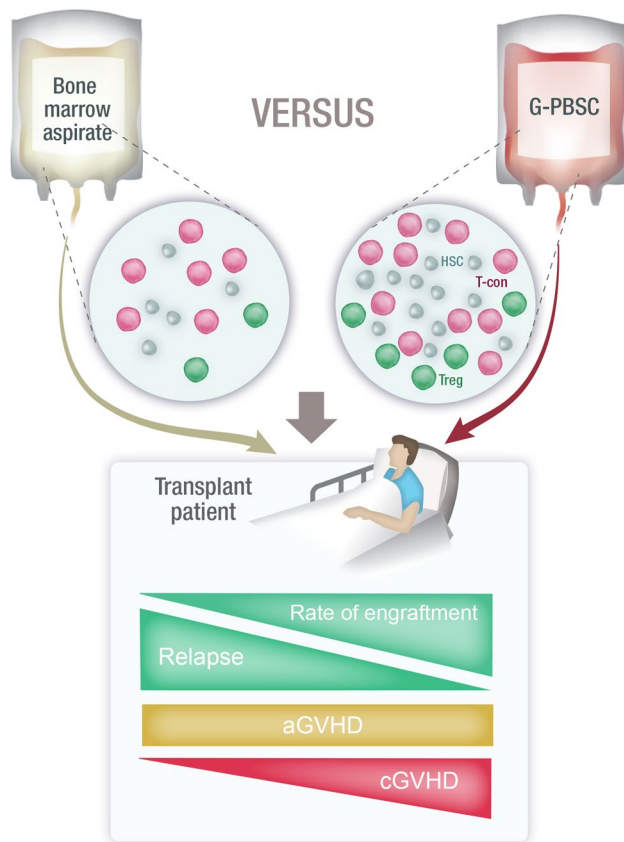 Bone
marrow
aspirate
VERSUS
G-PBSC
HSC
T-con
Treg
Transplant
patient
Rate of engraftment
Relapse
aGVHD
cGVHD